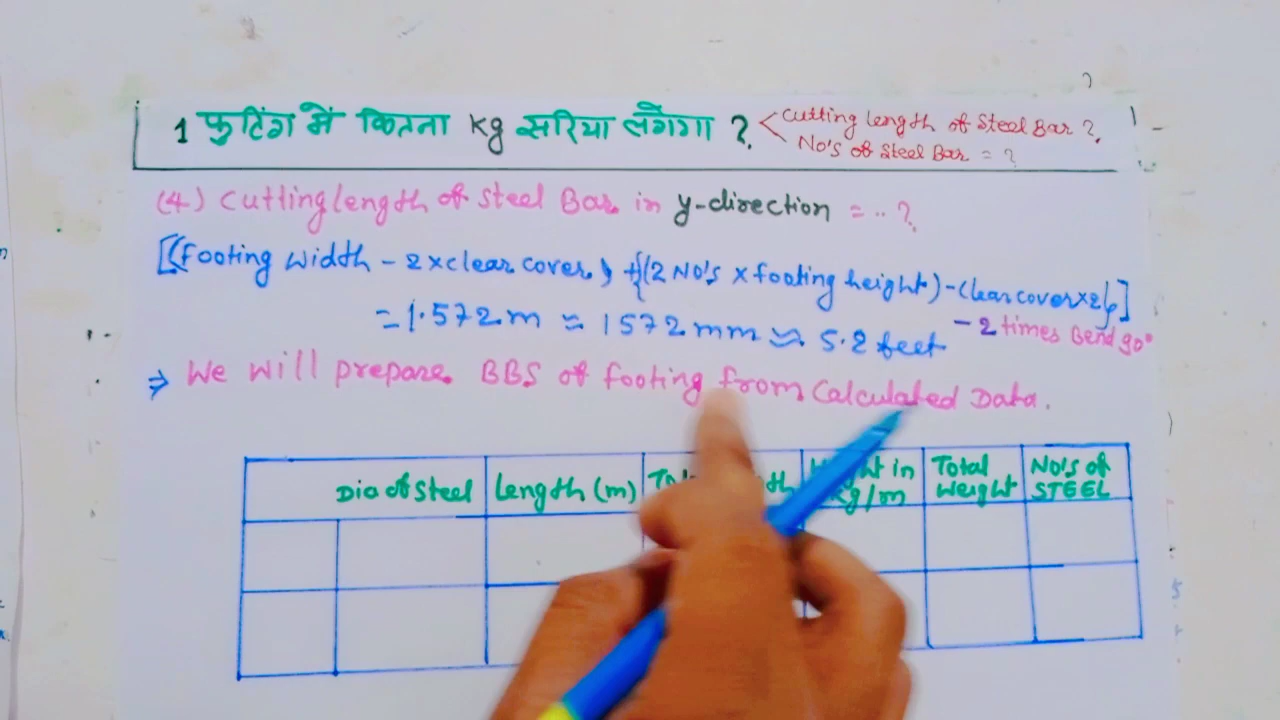 1 फुटिंग में कितना kg सरिया लगेगा ?
Cutting length of Steel Bar ?
No's of Steel Bar = ?
(4) Cutting length of Steel Bar in y-direction = .. ?
[(Footing Width - 2 x clear cover) + {(2 No's x footing height) - Clear cover x 2}]
= 1.572 m ≈ 1572 mm ≈ 5.2 feet - 2 times Bend 90°
⇒ We will prepare BBS of footing from Calculated Data.
Dia of Steel Length (m) in Total Weight No's of STEEL
kg/m